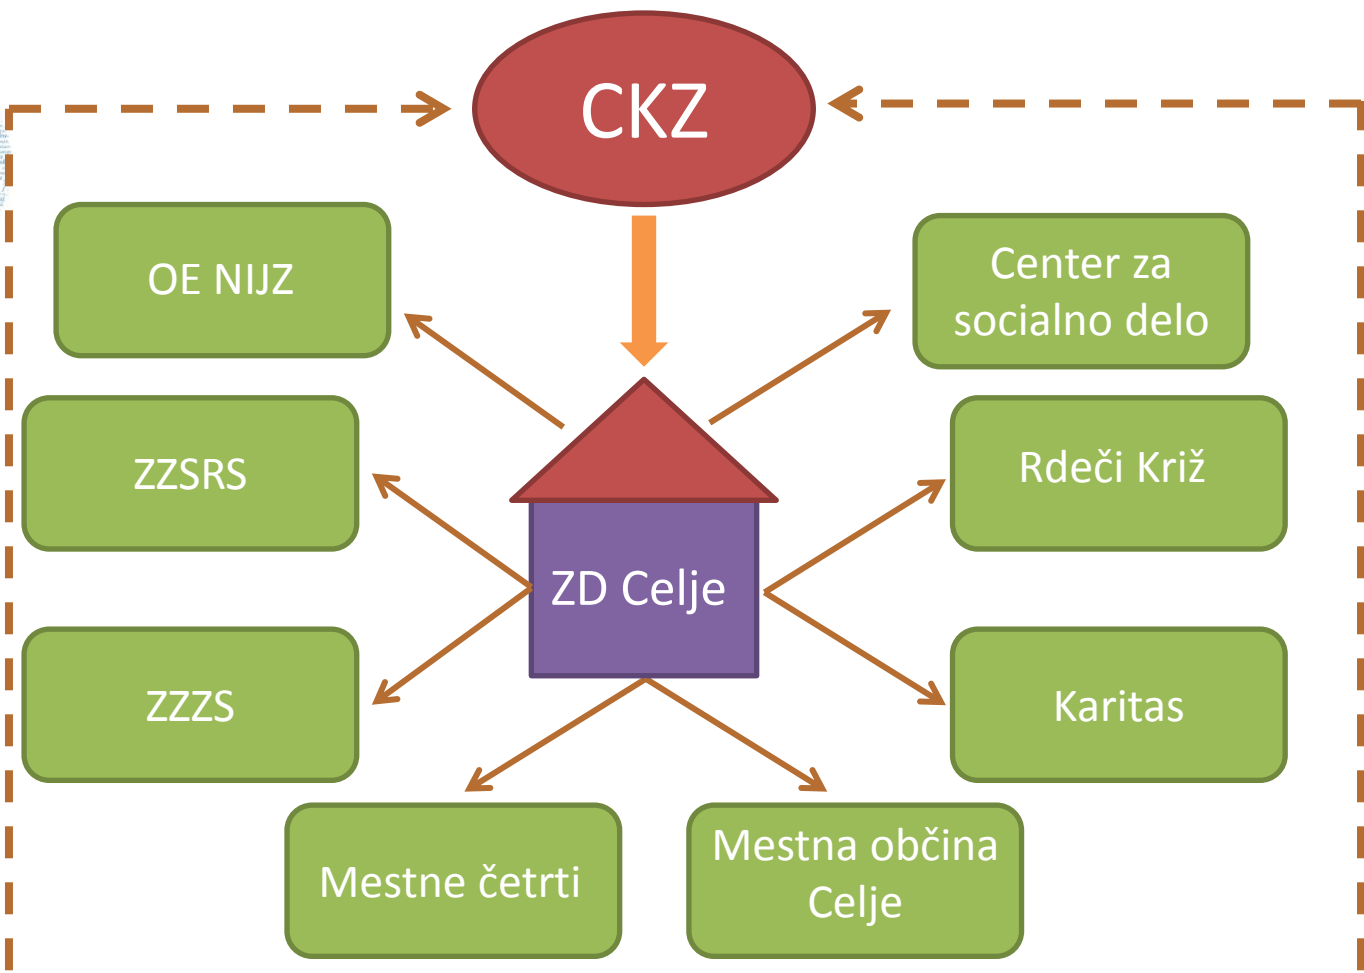 CKZ
OE NIJZ
Center za
socialno delo
ZZSRS
Rdeči Križ
ZD Celje
ZZZS
Karitas
Mestne četrti
Mestna občina
Celje